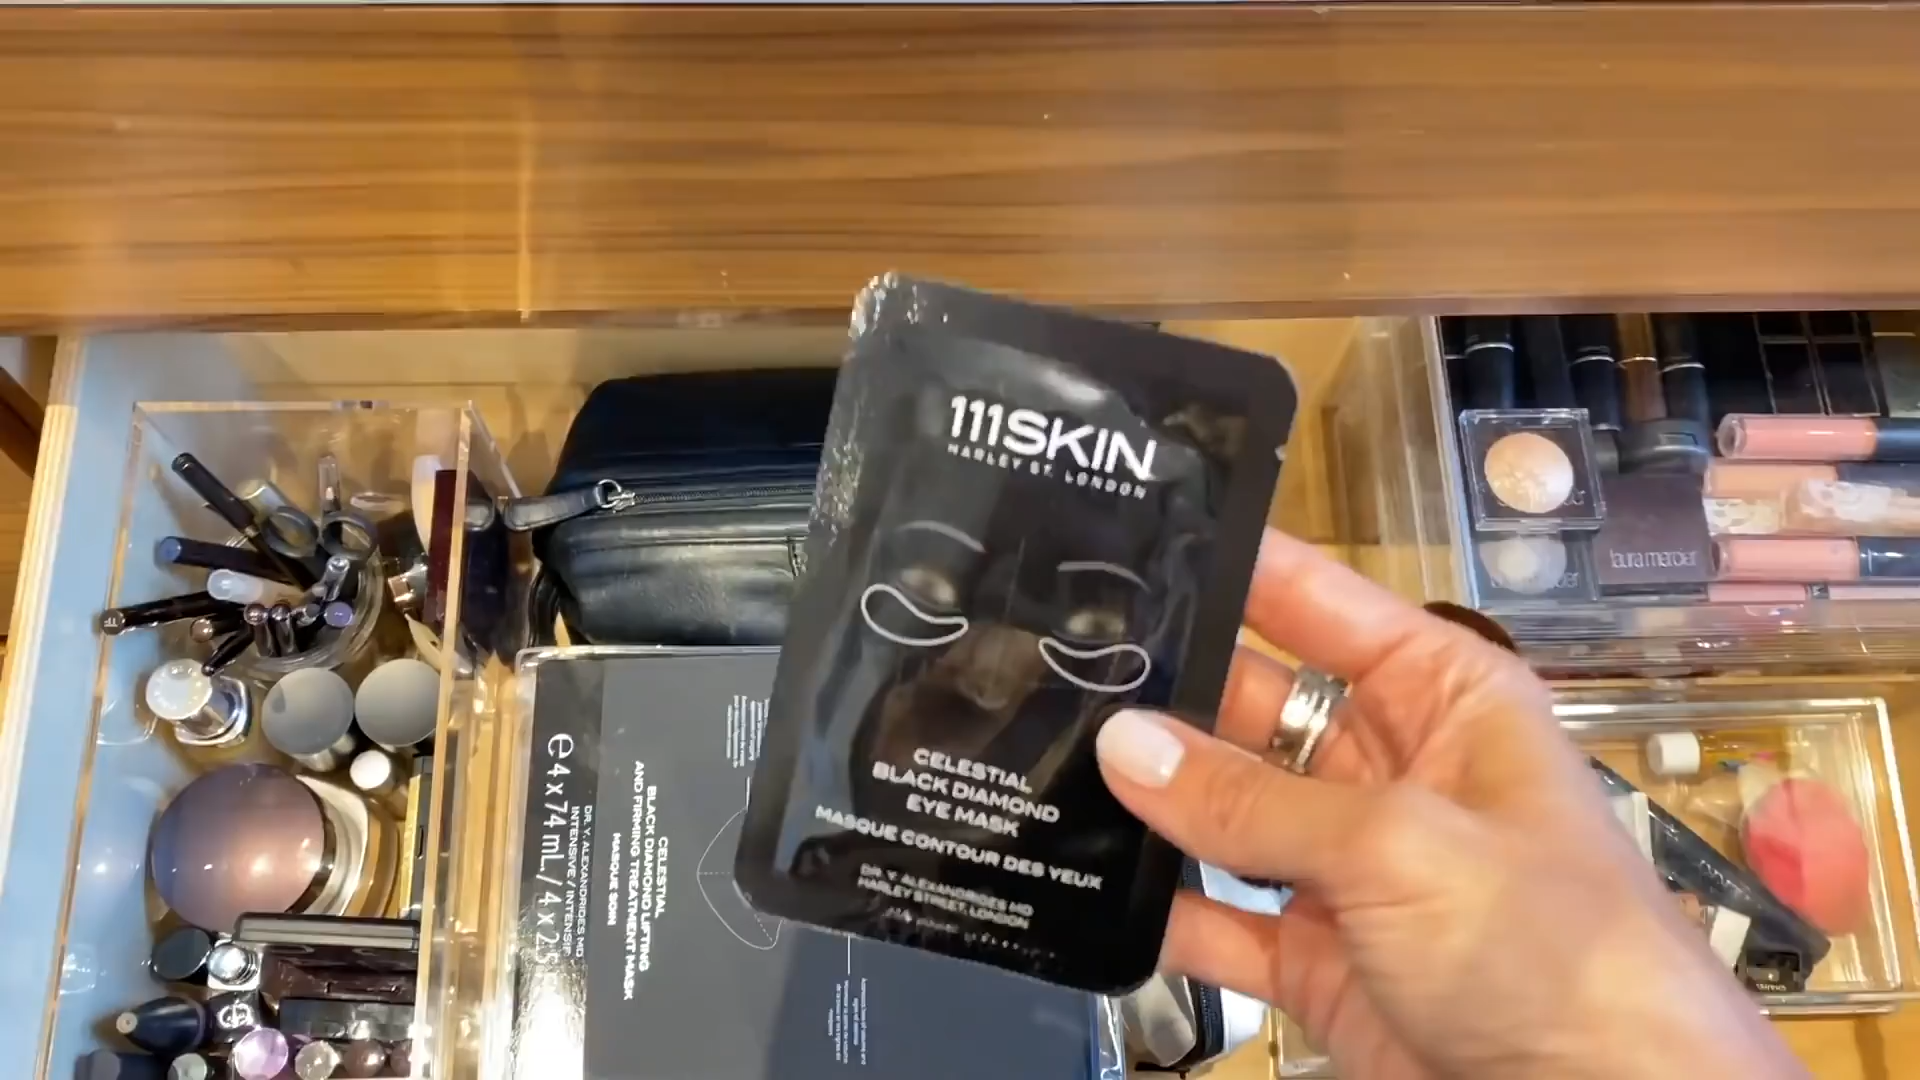 111SKIN
HARLEY ST. LONDON
CELESTIAL
BLACK DIAMOND
EYE MASK
MASQUE CONTOUR DES YEUX
DR. Y. ALEXANDRIDES MD
HARLEY STREET, LONDON
CELESTIAL
BLACK DIAMOND LIFTING
AND FIRMING TREATMENT MASK
MASQUE SOIN
DR. Y. ALEXANDRIDES MD
INTENSIVE / INTENSIF
e 4 x 74 mL / 4 x 2.5
laura mercier
TF